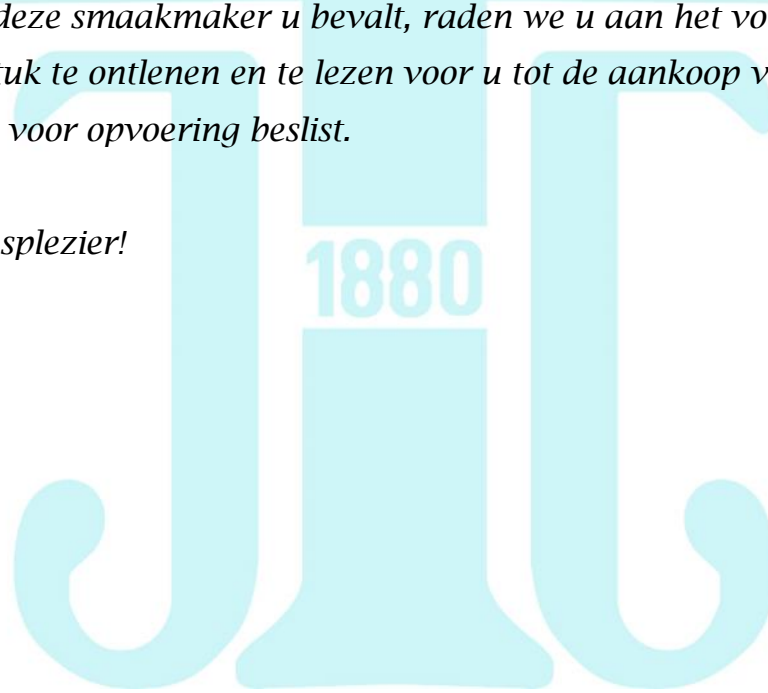 deze smaakmaker u bevalt, raden we u aan het vo
tuk te ontlenen en te lezen voor u tot de aankoop v
voor opvoering beslist.
splezier!
1880